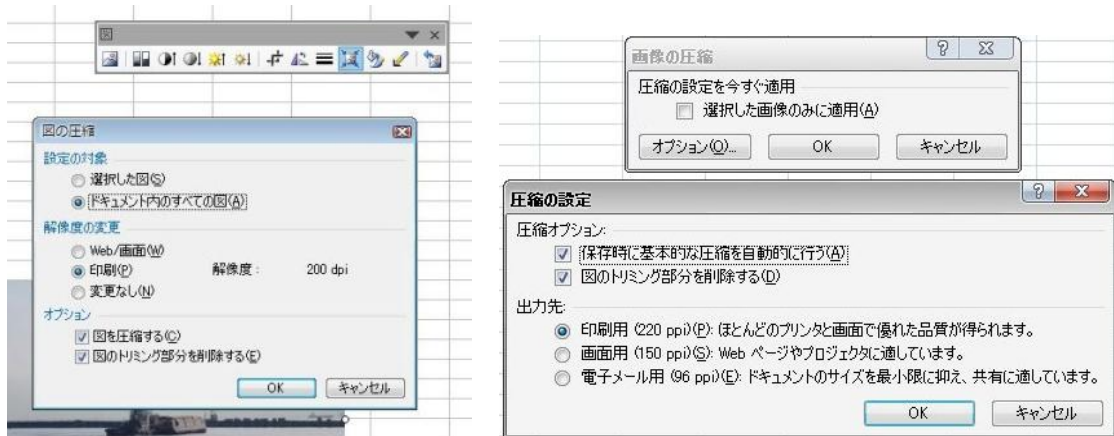 図
図の圧縮
設定の対象
選択した図(S)
ドキュメント内のすべての図(A)
解像度の変更
Web/画面(W)
印刷(P) 解像度: 200 dpi
変更なし(N)
オプション
図を圧縮する(C)
図のトリミング部分を削除する(E)
OK キャンセル
画像の圧縮
圧縮の設定を今すぐ適用
選択した画像のみに適用(A)
オプション(O)... OK キャンセル
圧縮の設定
圧縮オプション:
保存時に基本的な圧縮を自動的に行う(A)
図のトリミング部分を削除する(D)
出力先:
印刷用 (220 ppi)(P): ほとんどのプリンタと画面で優れた品質が得られます。
画面用 (150 ppi)(S): Web ページやプロジェクタに適しています。
電子メール用 (96 ppi)(E): ドキュメントのサイズを最小限に抑え、共有に適しています。
OK キャンセル